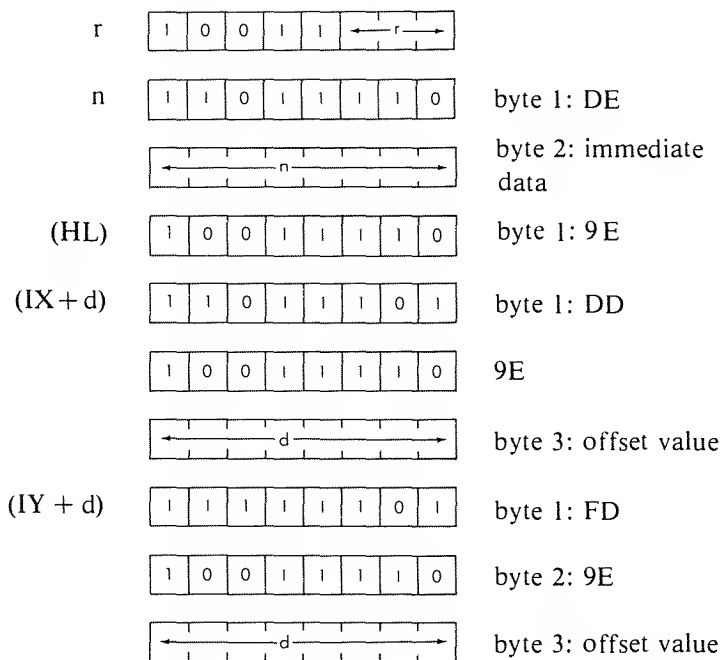 r 1 0 0 1 1 r
n 1 1 0 1 1 1 1 0 byte 1: DE
n byte 2: immediate
data
(HL) 1 0 0 1 1 1 1 0 byte 1: 9E
(IX+d) 1 1 0 1 1 1 0 1 byte 1: DD
1 0 0 1 1 1 1 0 9E
d byte 3: offset value
(IY + d) 1 1 1 1 1 1 0 1 byte 1: FD
1 0 0 1 1 1 1 0 byte 2: 9E
d byte 3: offset value